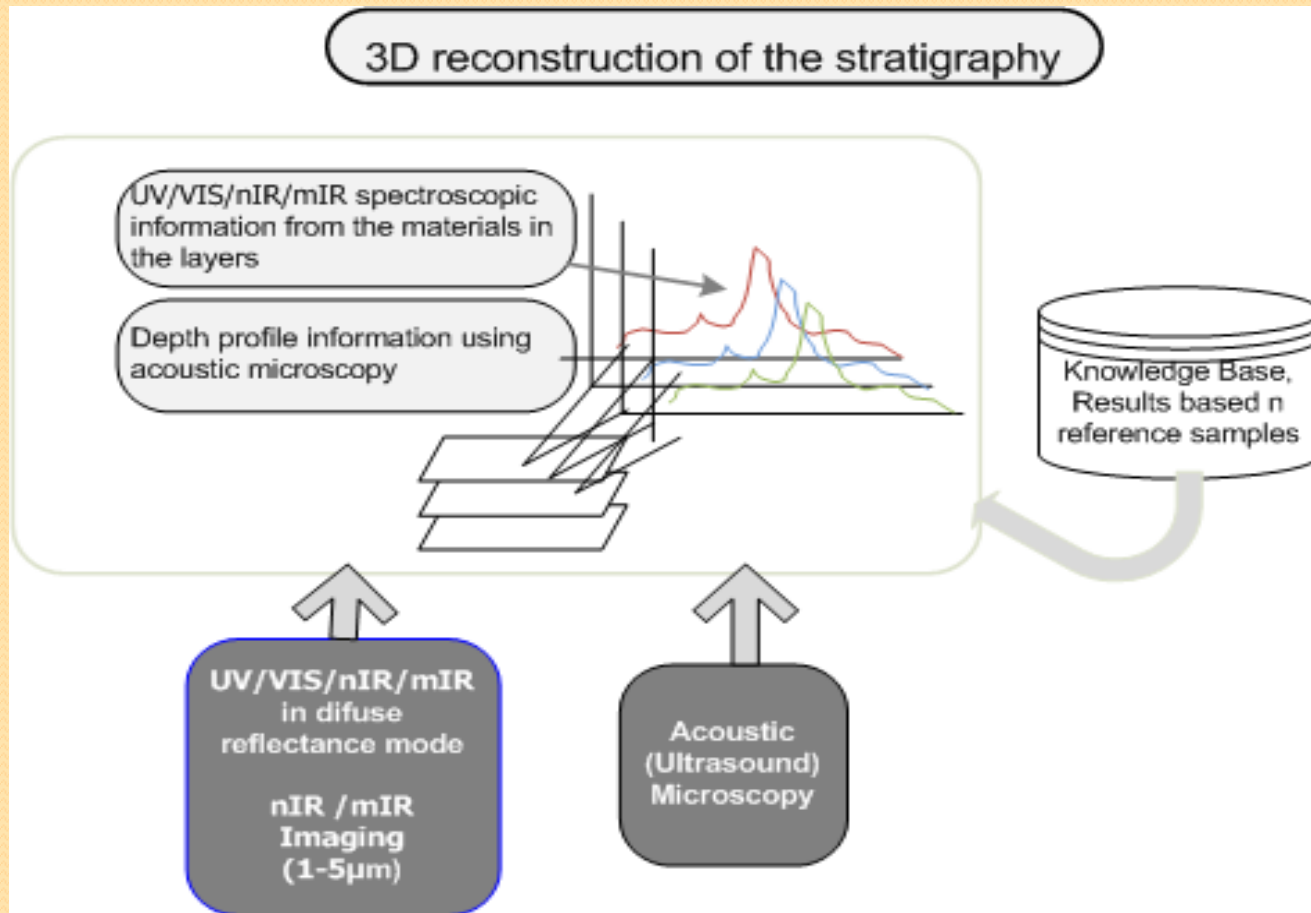 3D reconstruction of the stratigraphy
UV/VIS/nIR/mIR spectroscopic
information from the materials in
the layers
Depth profile information using
acoustic microscopy
Knowledge Base,
Results based n
reference samples
UV/VIS/nIR/mIR
in difuse
reflectance mode
nIR /mIR
Imaging
(1-5µm)
Acoustic
(Ultrasound)
Microscopy